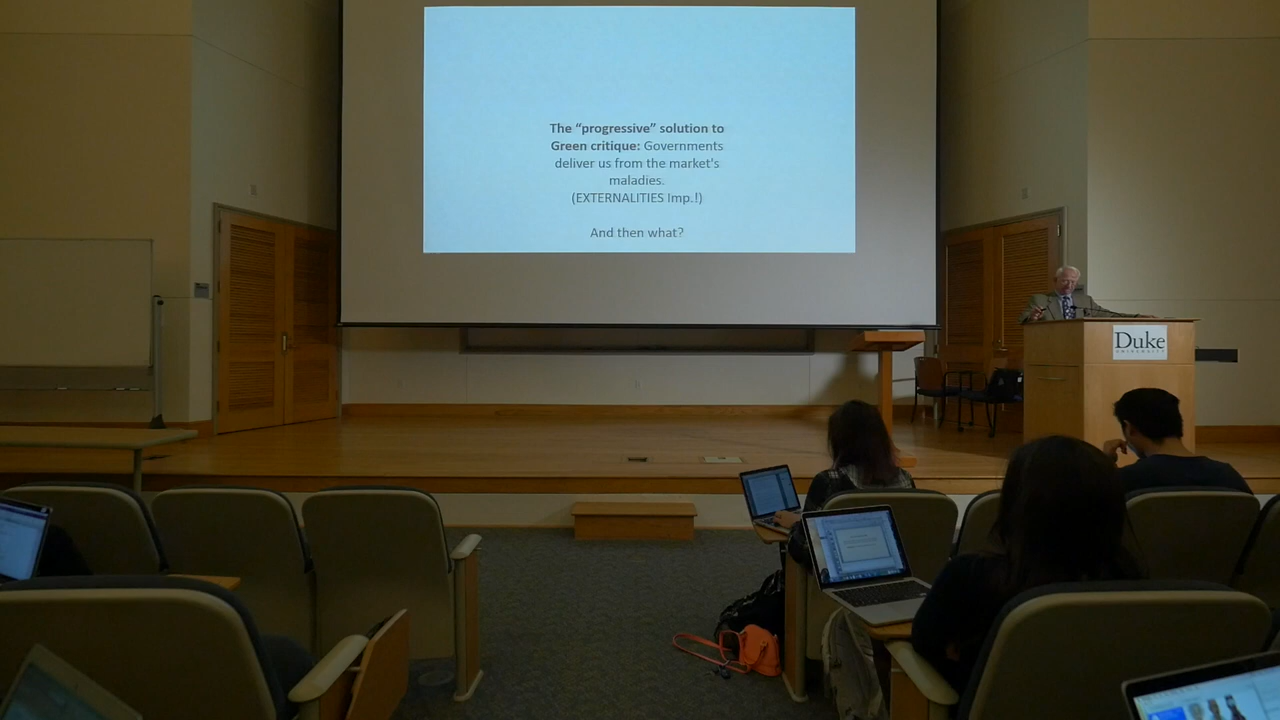 The “progressive” solution to
Green critique: Governments
deliver us from the market's
maladies.
(EXTERNALITIES Imp.!)
And then what?
Duke
UNIVERSITY